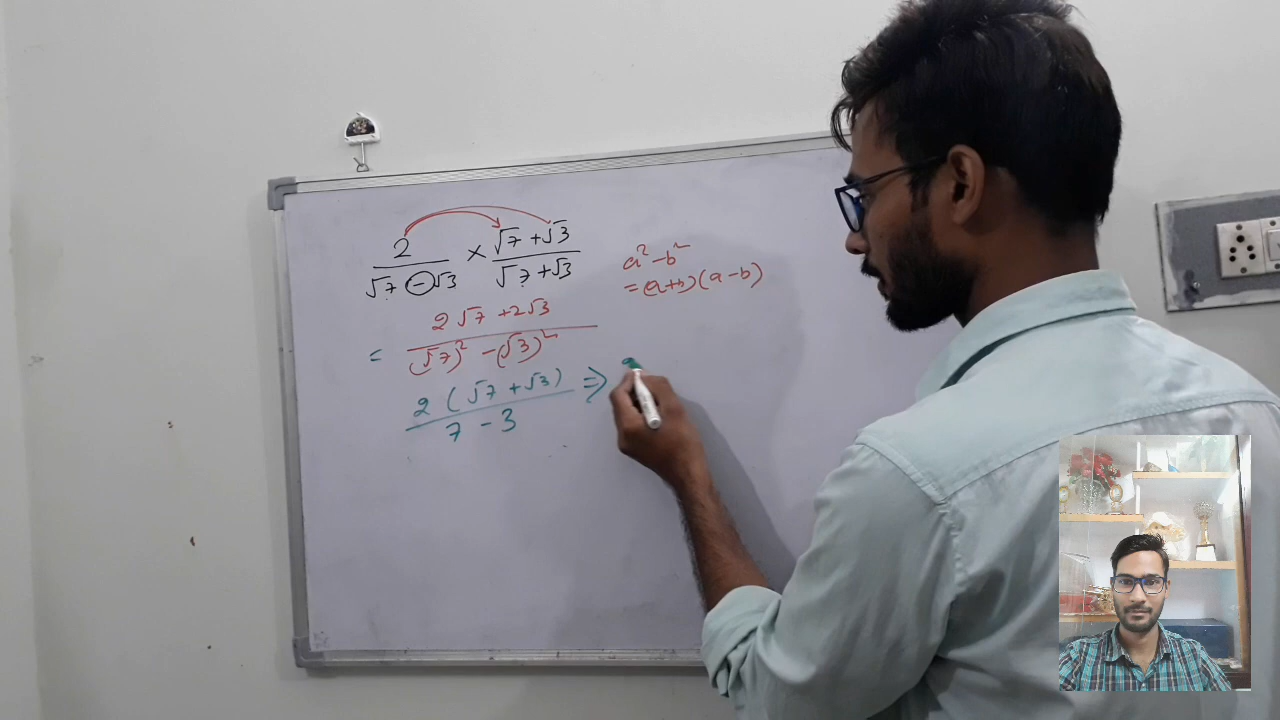 2/(√7 - √3) × (√7 + √3)/(√7 + √3)
a² - b²
= (a+b)(a-b)
= (2√7 + 2√3)/((√7)² - (√3)²)
2(√7 + √3)/(7 - 3) ⇒